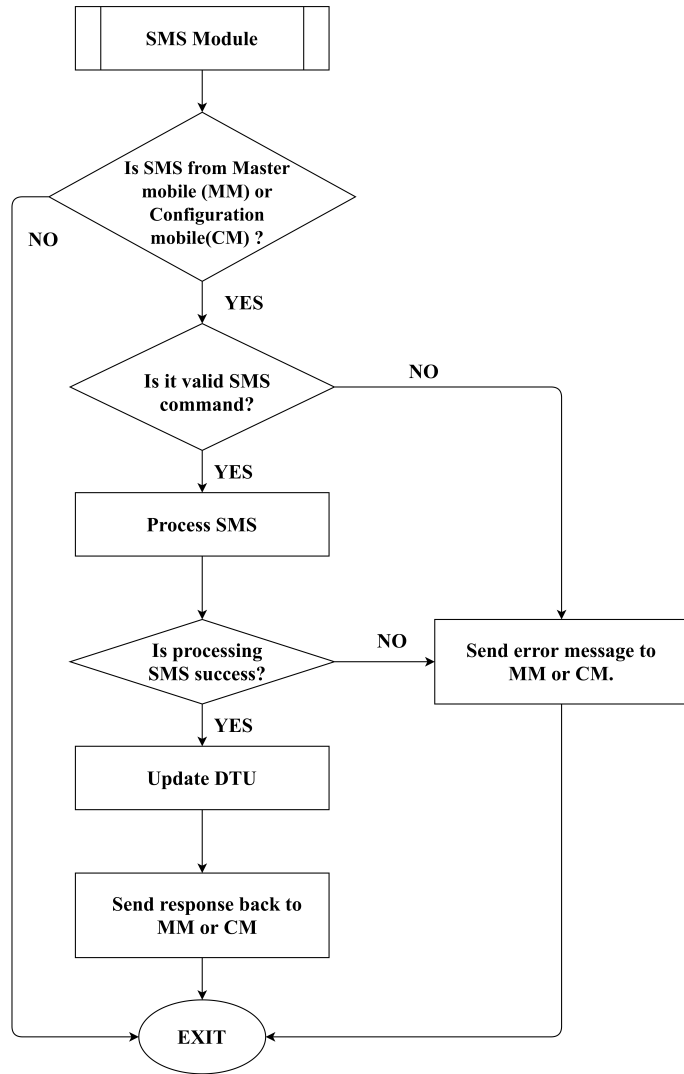 SMS Module
Is SMS from Master
mobile (MM) or
Configuration
mobile(CM) ?
NO
YES
Is it valid SMS
command?
NO
YES
Process SMS
Is processing
SMS success?
NO
Send error message to
MM or CM.
YES
Update DTU
Send response back to
MM or CM
EXIT